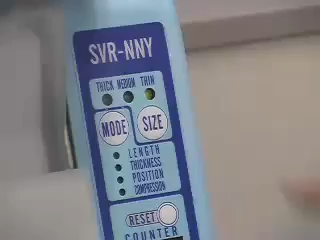 SVR-NNY
THICK MEDIUM THIN
MODE SIZE
LENGTH
THICKNESS
POSITION
COMPRESSION
RESET
COUNTER